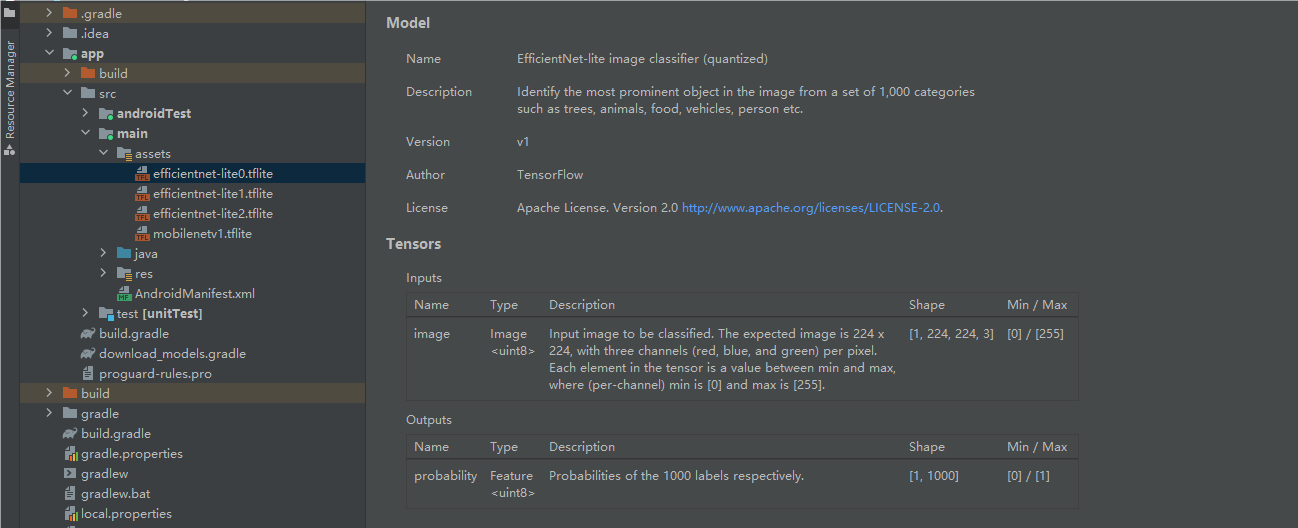 Resource Manager
.gradle
.idea
app
build
src
androidTest
main
assets
TFL efficientnet-lite0.tflite
TFL efficientnet-lite1.tflite
TFL efficientnet-lite2.tflite
TFL mobilenetv1.tflite
java
res
MF AndroidManifest.xml
test [unitTest]
build.gradle
download_models.gradle
proguard-rules.pro
build
gradle
build.gradle
gradle.properties
gradlew
gradlew.bat
local.properties
Model
Name EfficientNet-lite image classifier (quantized)
Description Identify the most prominent object in the image from a set of 1,000 categories
such as trees, animals, food, vehicles, person etc.
Version v1
Author TensorFlow
License Apache License. Version 2.0 http://www.apache.org/licenses/LICENSE-2.0.
Tensors
Inputs
Name Type Description Shape Min / Max
image Image Input image to be classified. The expected image is 224 x [1, 224, 224, 3] [0] / [255]
<uint8> 224, with three channels (red, blue, and green) per pixel.
Each element in the tensor is a value between min and max,
where (per-channel) min is [0] and max is [255].
Outputs
Name Type Description Shape Min / Max
probability Feature Probabilities of the 1000 labels respectively. [1, 1000] [0] / [1]
<uint8>